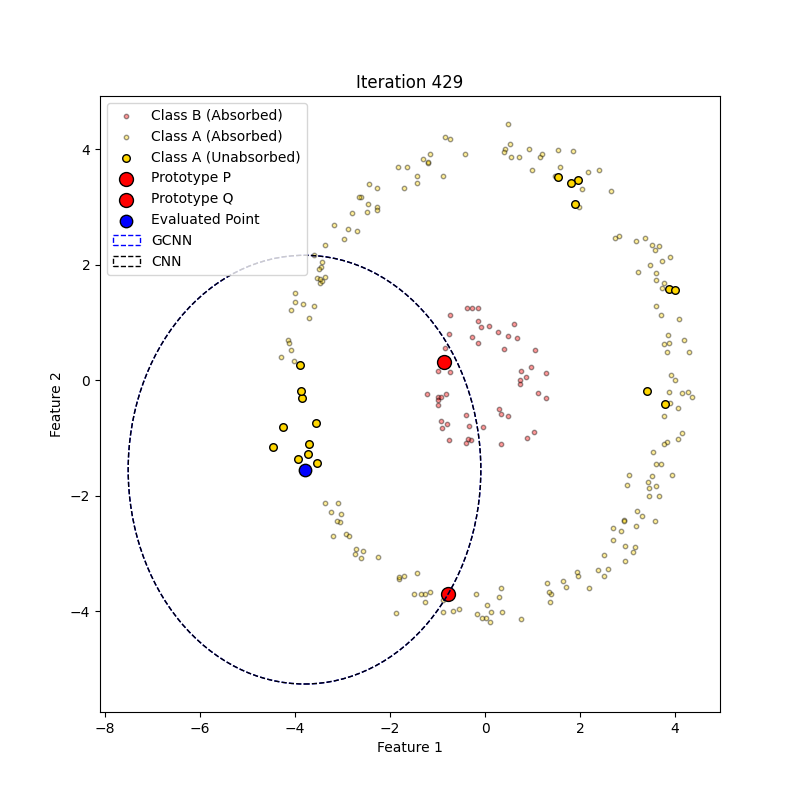 Iteration 429
Class B (Absorbed)
Class A (Absorbed)
Class A (Unabsorbed)
Prototype P
Prototype Q
Evaluated Point
GCNN
CNN
4
2
0
−2
−4
Feature 2
−8
−6
−4
−2
0
2
4
Feature 1